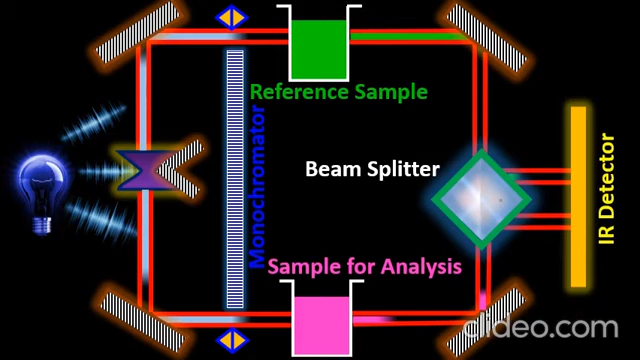 Reference Sample
Monochromator
Beam Splitter
IR Detector
Sample for Analysis
clideo.com